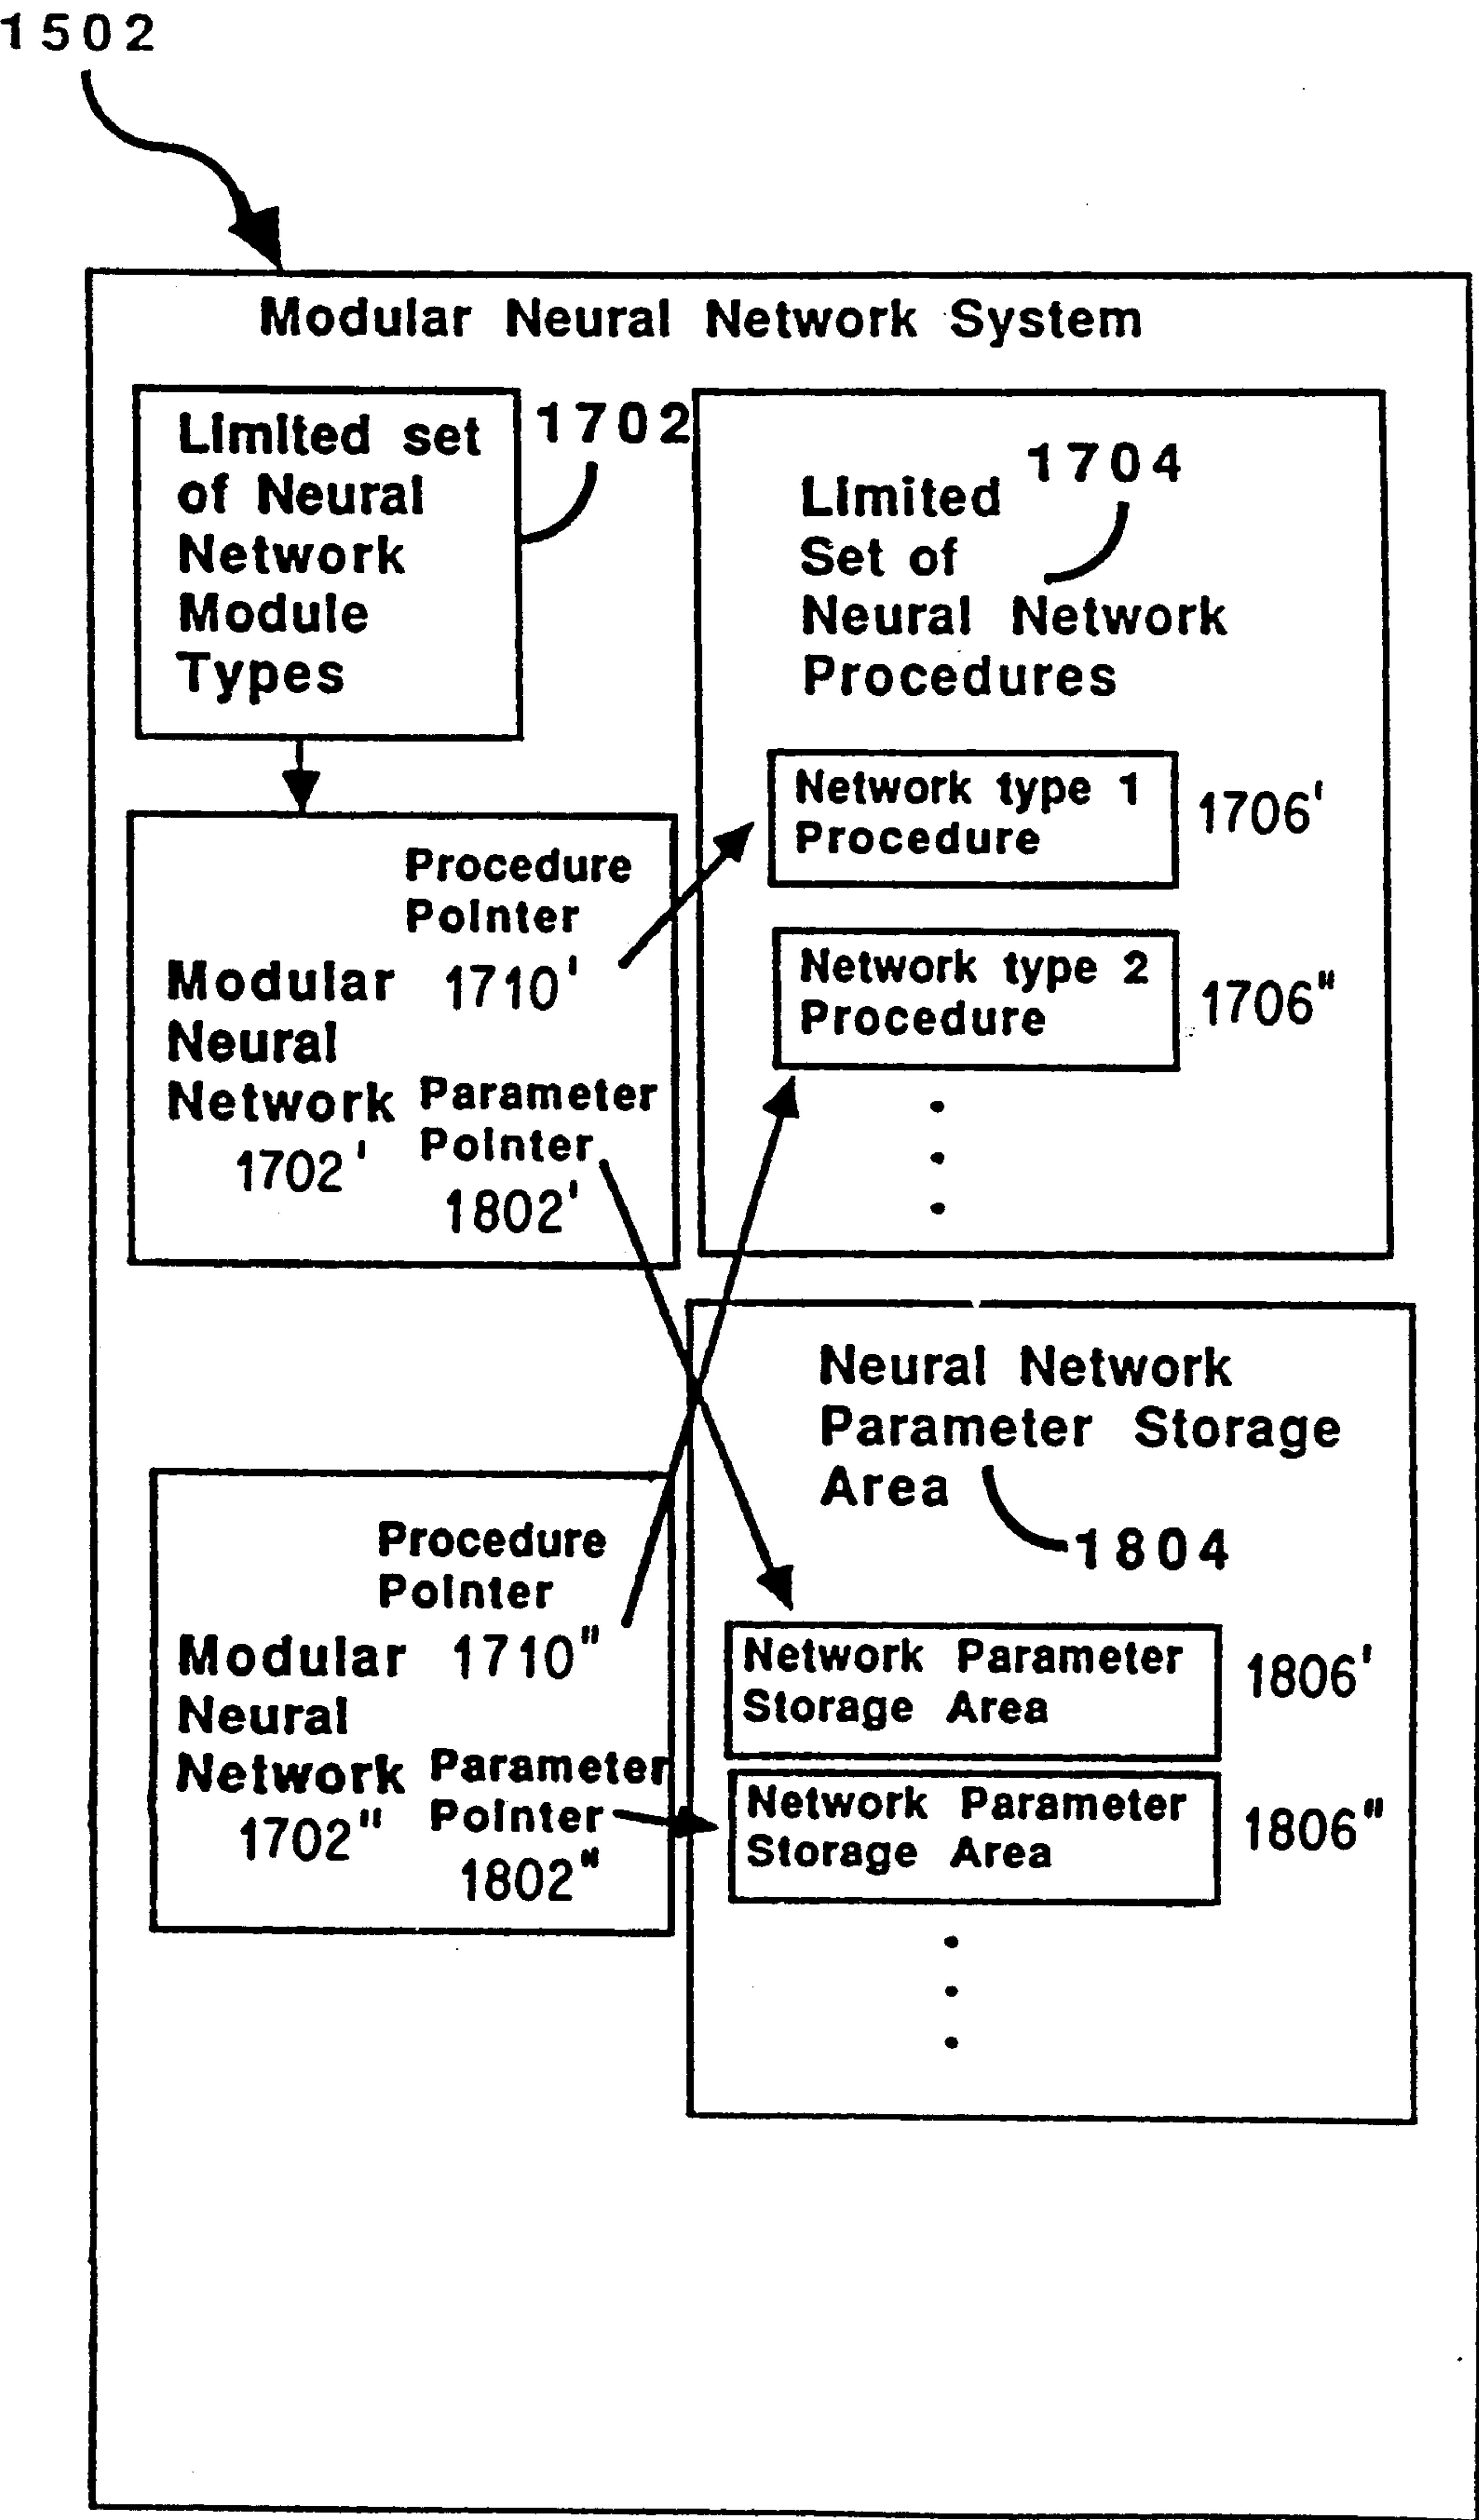 1502
Modular Neural Network System
Limited set
of Neural
Network
Module
Types
1702
1704
Limited
Set of
Neural Network
Procedures
Network type 1
Procedure
1706'
Network type 2
Procedure
1706"
Procedure
Pointer
1710'
Modular
Neural
Network
1702'
Parameter
Pointer
1802'
Neural Network
Parameter Storage
Area
1804
Procedure
Pointer
1710"
Modular
Neural
Network
1702"
Parameter
Pointer
1802"
Network Parameter
Storage Area
1806'
Network Parameter
Storage Area
1806"